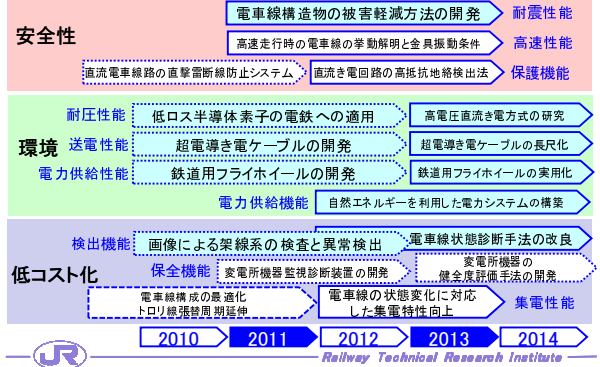 安全性
電車線構造物の被害軽減方法の開発 耐震性能
高速走行時の電車線の挙動解明と金具振動条件 高速性能
直流電車線路の直撃雷断線防止システム 直流き電回路の高抵抗地絡検出法 保護機能
環境
耐圧性能 低ロス半導体素子の電鉄への適用 高電圧直流き電方式の研究
送電性能 超電導き電ケーブルの開発 超電導き電ケーブルの長尺化
電力供給性能 鉄道用フライホイールの開発 鉄道用フライホイールの実用化
電力供給機能 自然エネルギーを利用した電力システムの構築
低コスト化
検出機能 画像による架線系の検査と異常検出 電車線状態診断手法の改良
保全機能 変電所機器監視診断装置の開発 変電所機器の
健全度評価手法の開発
電車線構成の最適化
トロリ線張替周期延伸
電車線の状態変化に対応
した集電特性向上
集電性能
2010 2011 2012 2013 2014
JR Railway Technical Research Institute